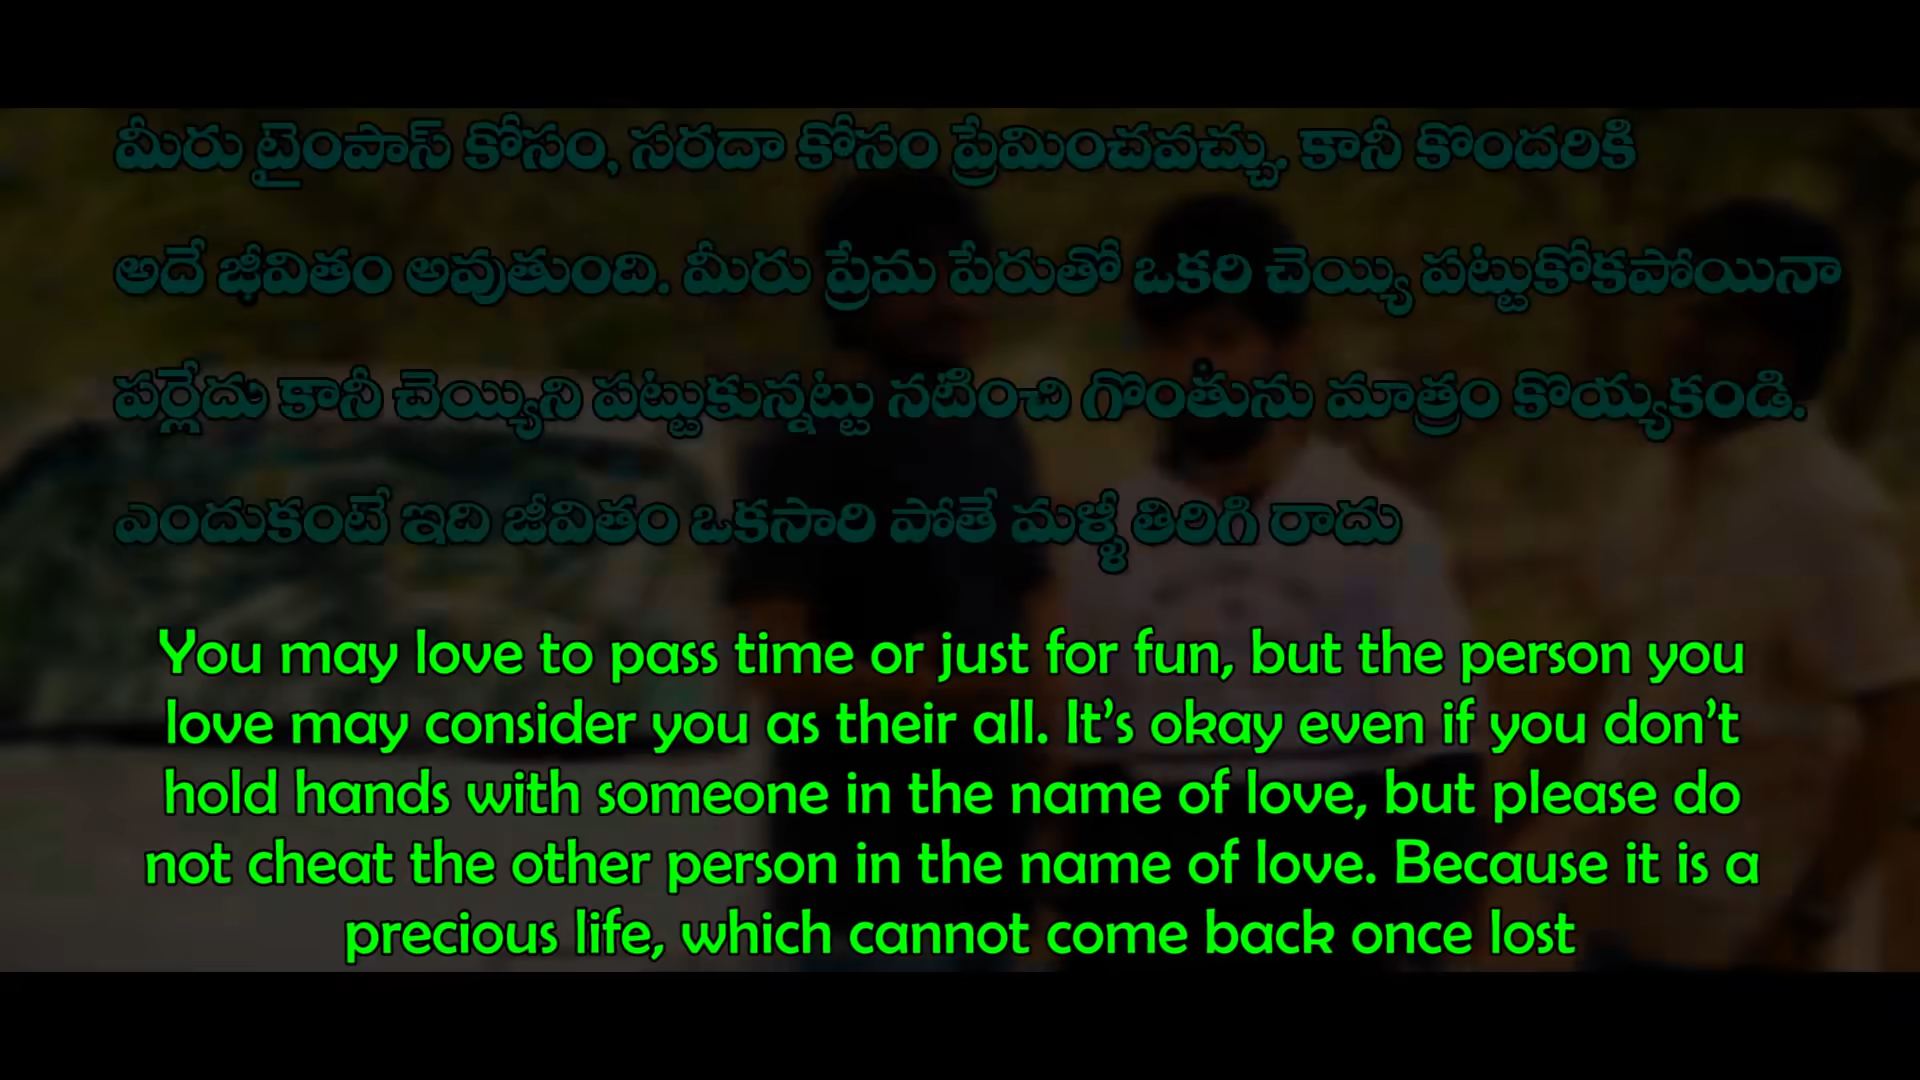 మీరు టైంపాస్ కోసం, సరదా కోసం ప్రేమించవచ్చు. కానీ కొందరికి
అదే జీవితం అవుతుంది. మీరు ప్రేమ పేరుతో ఒకరి చెయ్యి పట్టుకోకపోయినా
పర్లేదు కానీ చెయ్యిని పట్టుకున్నట్టు నటించి గొంతును మాత్రం కొయ్యకండి.
ఎందుకంటే ఇది జీవితం ఒకసారి పోతే మళ్ళీ తిరిగి రాదు
You may love to pass time or just for fun, but the person you
love may consider you as their all. It’s okay even if you don’t
hold hands with someone in the name of love, but please do
not cheat the other person in the name of love. Because it is a
precious life, which cannot come back once lost